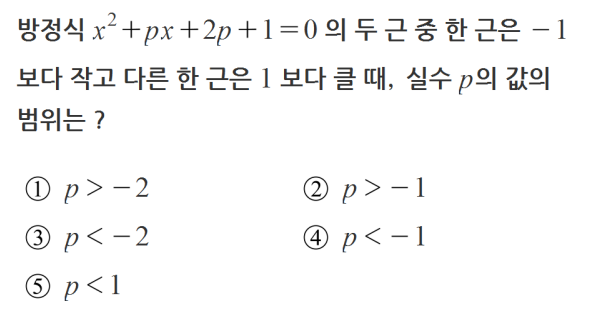 방정식 x²+px+2p+1=0 의 두 근 중 한 근은 −1
보다 작고 다른 한 근은 1 보다 클 때, 실수 p의 값의
범위는 ?
① p > −2 ② p > −1
③ p < −2 ④ p < −1
⑤ p < 1